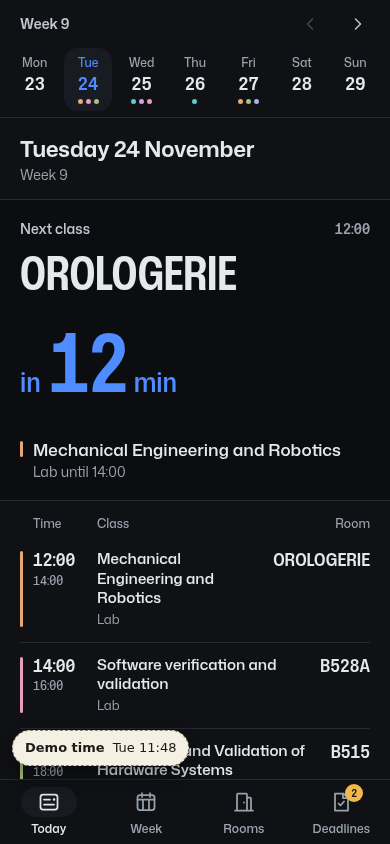 Week 9
Mon Tue Wed Thu Fri Sat Sun
23 24 25 26 27 28 29
Tuesday 24 November
Week 9
Next class 12:00
OROLOGERIE
in 12 min
Mechanical Engineering and Robotics
Lab until 14:00
Time Class Room
12:00 Mechanical OROLOGERIE
14:00 Engineering and
Robotics
Lab
14:00 Software verification and B528A
16:00 validation
Lab
and Validation of B515
18:00 Hardware Systems
Demo time Tue 11:48
2
Today Week Rooms Deadlines